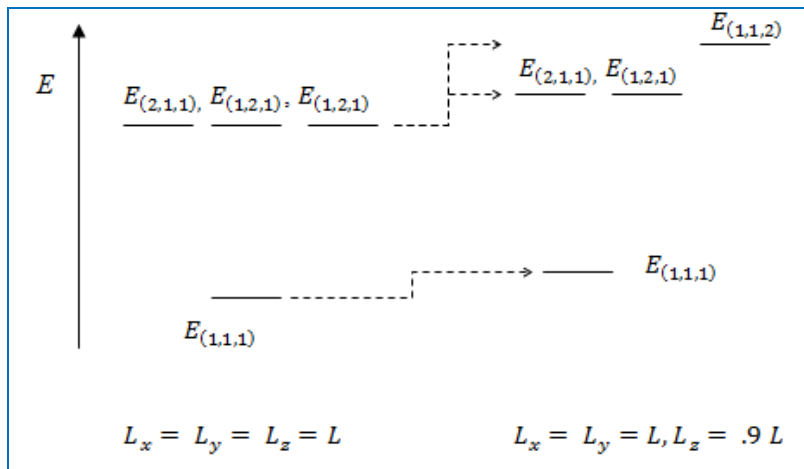 E(1,1,2)
E
E(2,1,1), E(1,2,1), E(1,2,1)
E(2,1,1), E(1,2,1)
E(1,1,1)
E(1,1,1)
Lx = Ly = Lz = L
Lx = Ly = L, Lz = .9 L